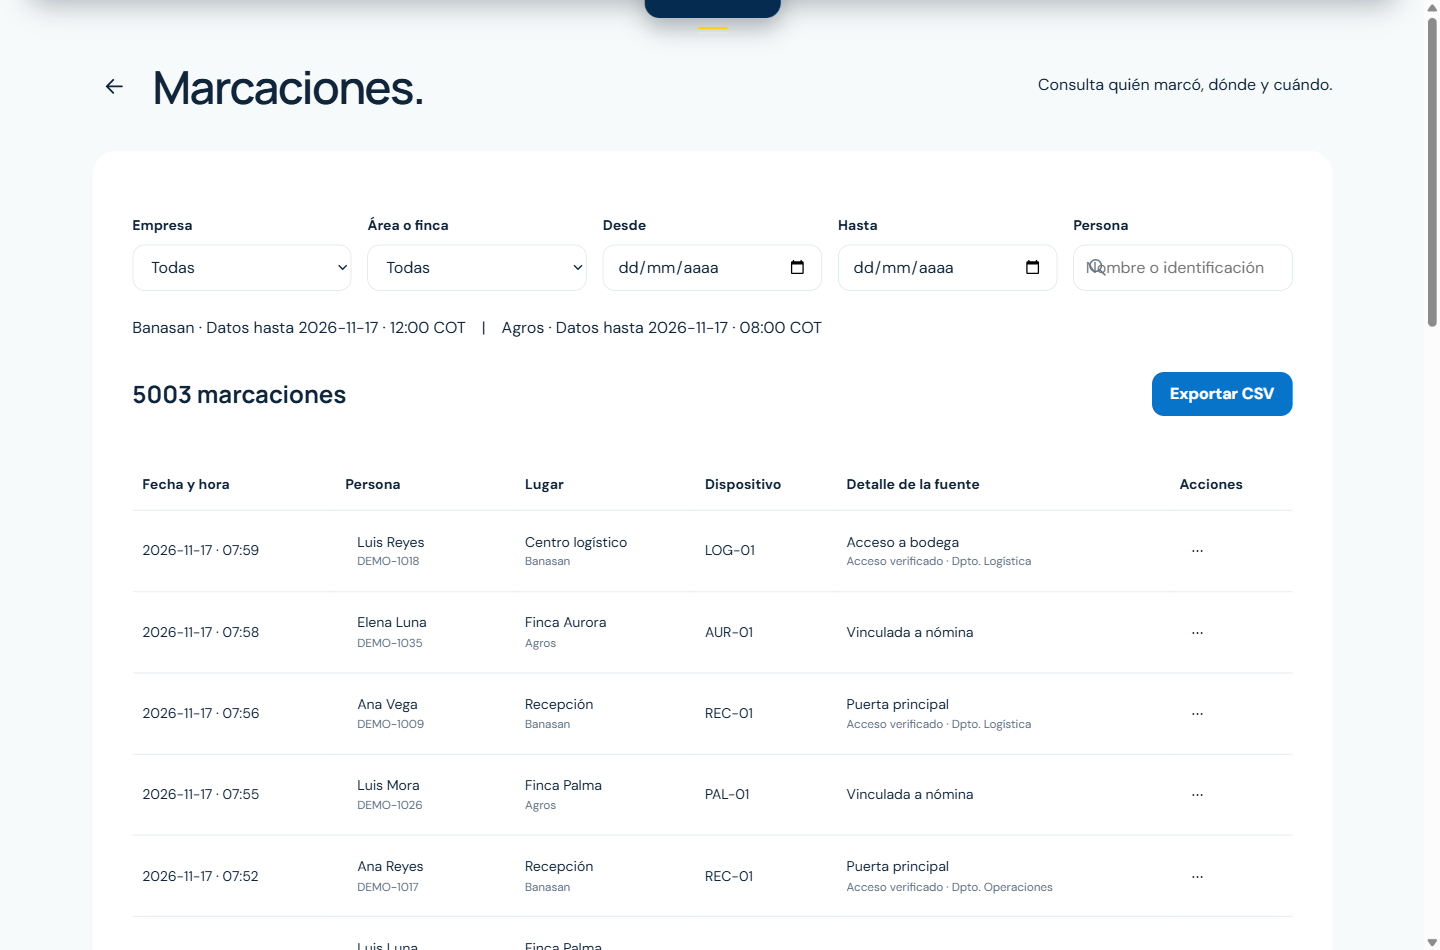 Marcaciones.
Consulta quién marcó, dónde y cuándo.
Empresa
Área o finca
Desde
Hasta
Persona
Todas
Todas
dd/mm/aaaa
dd/mm/aaaa
Nombre o identificación
Banasan · Datos hasta 2026-11-17 · 12:00 COT | Agros · Datos hasta 2026-11-17 · 08:00 COT
5003 marcaciones
Exportar CSV
Fecha y hora Persona Lugar Dispositivo Detalle de la fuente Acciones
2026-11-17 · 07:59 Luis Reyes Centro logístico LOG-01 Acceso a bodega ...
DEMO-1018 Banasan Acceso verificado · Dpto. Logística
2026-11-17 · 07:58 Elena Luna Finca Aurora AUR-01 Vinculada a nómina ...
DEMO-1035 Agros
2026-11-17 · 07:56 Ana Vega Recepción REC-01 Puerta principal ...
DEMO-1009 Banasan Acceso verificado · Dpto. Logística
2026-11-17 · 07:55 Luis Mora Finca Palma PAL-01 Vinculada a nómina ...
DEMO-1026 Agros
2026-11-17 · 07:52 Ana Reyes Recepción REC-01 Puerta principal ...
DEMO-1017 Banasan Acceso verificado · Dpto. Operaciones
Luis Luna Finca Palma